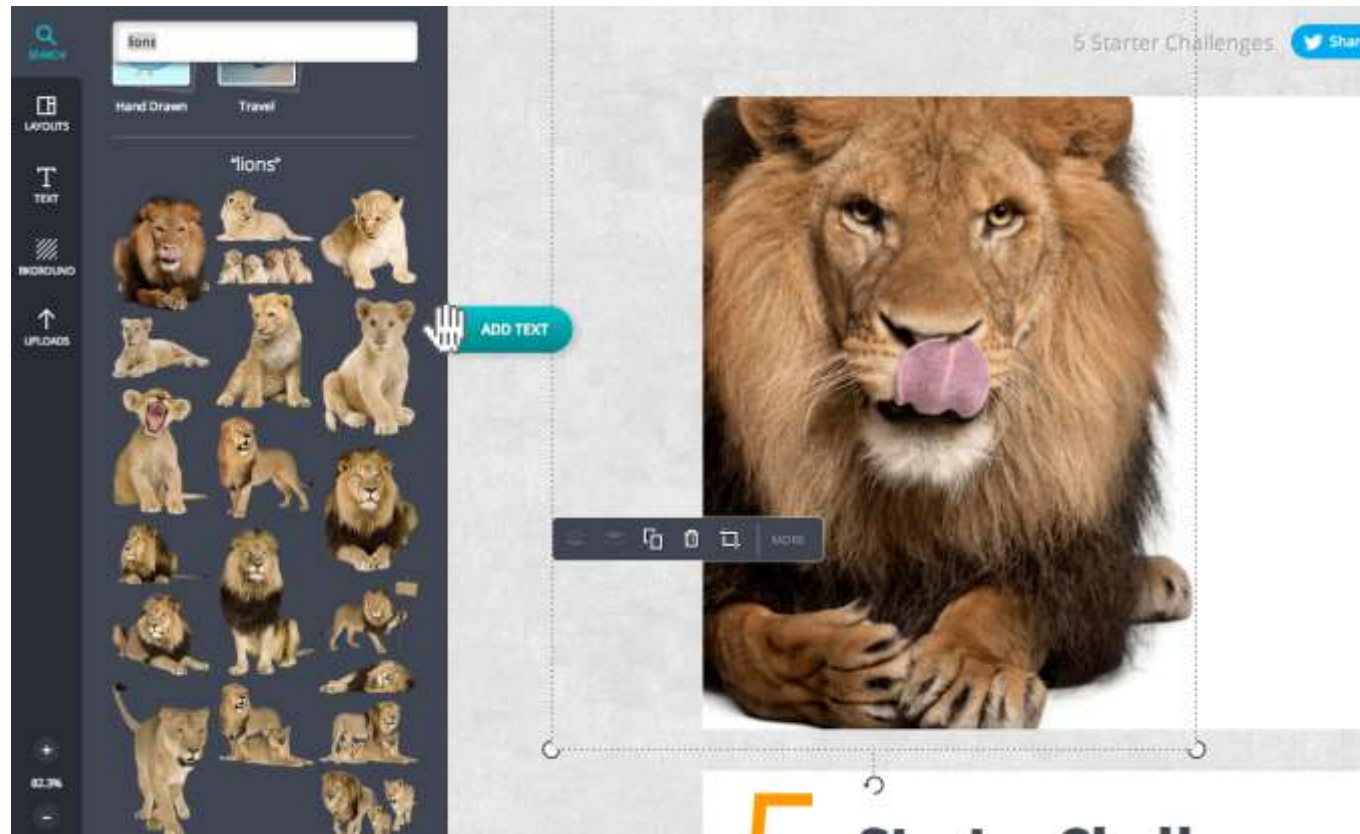 SEARCH
LAYOUTS
TEXT
BKGROUND
UPLOADS
82.3%
lions
Hand Drawn
Travel
"lions"
ADD TEXT
5 Starter Challenges
Shar
MORE
5